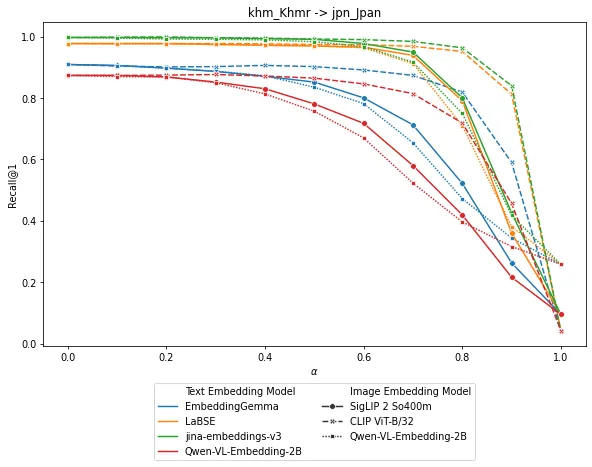 khm_Khmr -> jpn_Jpan
Recall@1
1.0
0.8
0.6
0.4
0.2
0.0
0.0 0.2 0.4 0.6 0.8 1.0
α
Text Embedding Model
EmbeddingGemma
LaBSE
jina-embeddings-v3
Qwen-VL-Embedding-2B
Image Embedding Model
SigLIP 2 So400m
CLIP ViT-B/32
Qwen-VL-Embedding-2B